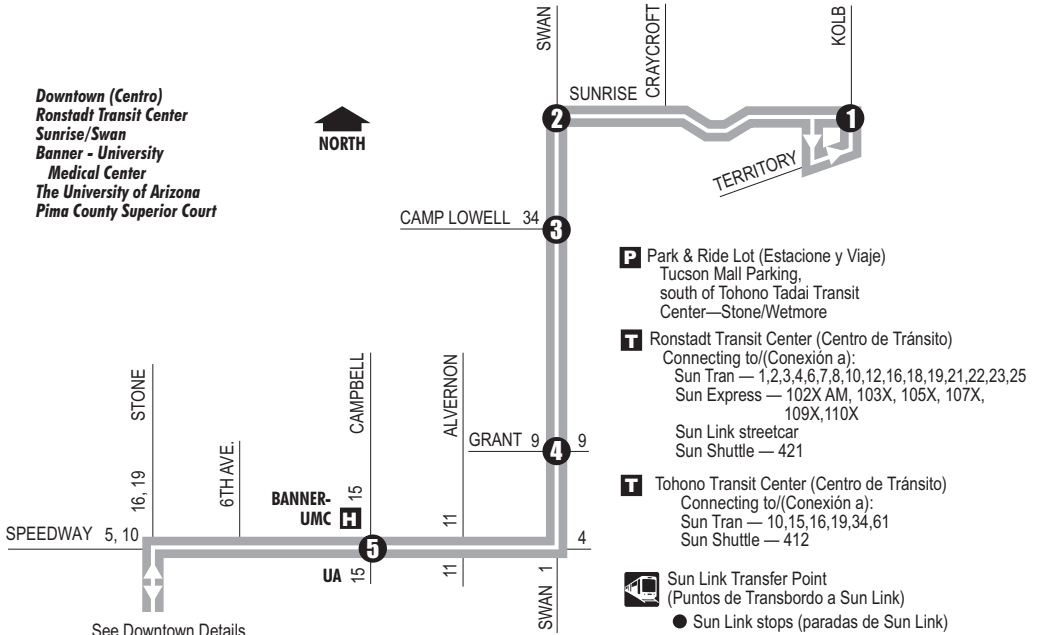 Downtown (Centro)
Ronstadt Transit Center
Sunrise/Swan
Banner - University
Medical Center
The University of Arizona
Pima County Superior Court
NORTH
SWAN
CRAYCROFT
KOLB
SUNRISE
2
1
TERRITORY
CAMP LOWELL 34
3
STONE
16, 19
6TH AVE.
CAMPBELL
15
ALVERNON
11
GRANT 9
4
9
BANNER-
UMC H
SPEEDWAY 5, 10
5
4
UA
15
11
SWAN 1
See Downtown Details
P Park & Ride Lot (Estacione y Viaje)
Tucson Mall Parking,
south of Tohono Tadai Transit
Center—Stone/Wetmore
T Ronstadt Transit Center (Centro de Tránsito)
Connecting to/(Conexión a):
Sun Tran — 1,2,3,4,6,7,8,10,12,16,18,19,21,22,23,25
Sun Express — 102X AM, 103X, 105X, 107X,
109X,110X
Sun Link streetcar
Sun Shuttle — 421
T Tohono Transit Center (Centro de Tránsito)
Connecting to/(Conexión a):
Sun Tran — 10,15,16,19,34,61
Sun Shuttle — 412
Sun Link Transfer Point
(Puntos de Transbordo a Sun Link)
● Sun Link stops (paradas de Sun Link)